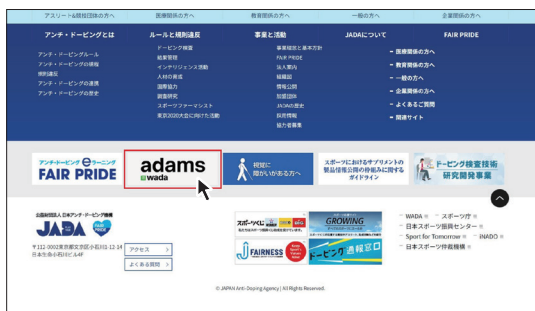 アスリート&競技団体の方へ
医療関係の方へ
教育関係の方へ
一般の方へ
企業関係の方へ
アンチ・ドーピングとは
ルールと規則違反
事業と活動
JADAについて
FAIR PRIDE
アンチ・ドーピングルール
アンチ・ドーピングの規程
規則違反
アンチ・ドーピングの連携
アンチ・ドーピングの歴史
ドーピング検査
結果管理
インテリジェンス活動
人材の育成
国際協力
調査研究
スポーツファーマシスト
東京2020大会に向けた活動
事業理念と基本方針
FAIR PRIDE
法人案内
組織図
情報公開
加盟団体
JADAの歴史
採用情報
協力者募集
- 医療関係の方へ
- 教育関係の方へ
- 一般の方へ
- 企業関係の方へ
- よくあるご質問
- 関連サイト
アンチ・ドーピング eラーニング
FAIR PRIDE
adams
wada
視覚に
障がいがある方へ
スポーツにおけるサプリメントの
製品情報公開の枠組みに関する
ガイドライン
ドーピング検査技術
研究開発事業
公益財団法人 日本アンチ・ドーピング機構
JADA
FAIR PRIDE
〒112-0002東京都文京区小石川1-12-14
日本生命小石川ビル4F
アクセス >
よくある質問 >
スポーツくじ
GROWING
FAIRNESS
ドーピング通報窓口
- WADA
- スポーツ庁
- 日本スポーツ振興センター
- Sport for Tomorrow
- iNADO
- 日本スポーツ仲裁機構
© JAPAN Anti-Doping Agency | All Rights Reserved.